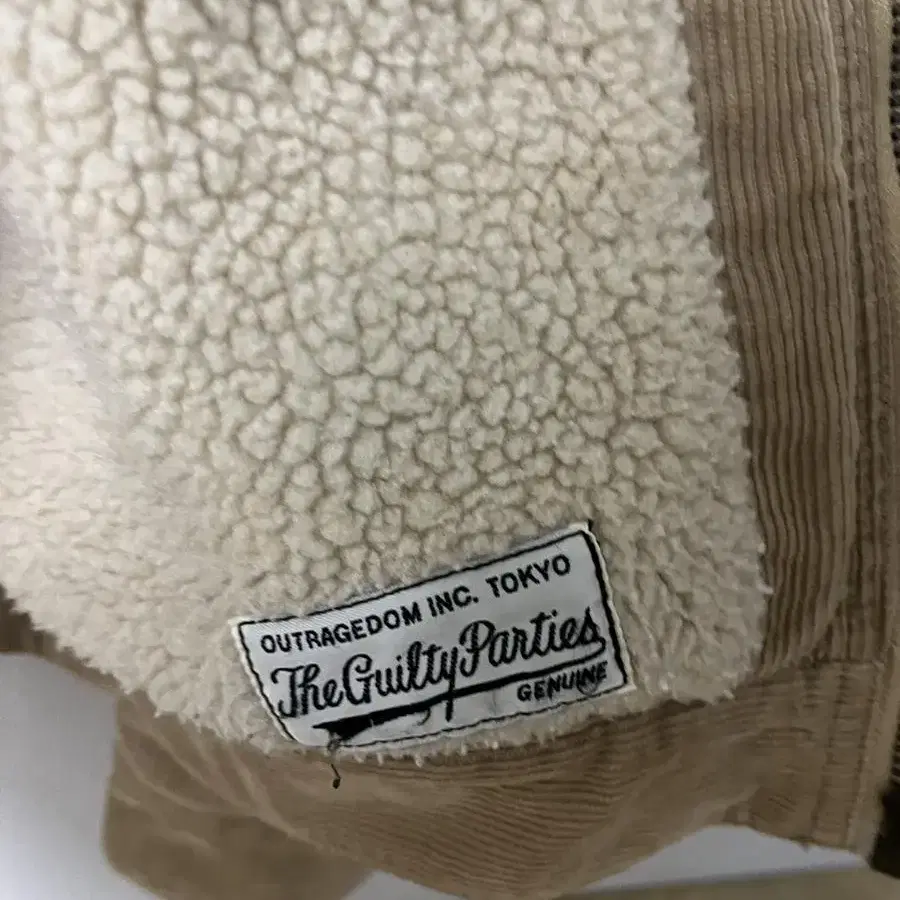 OUTRAGEDOM INC. TOKYO
The Guilty Parties
GENUINE